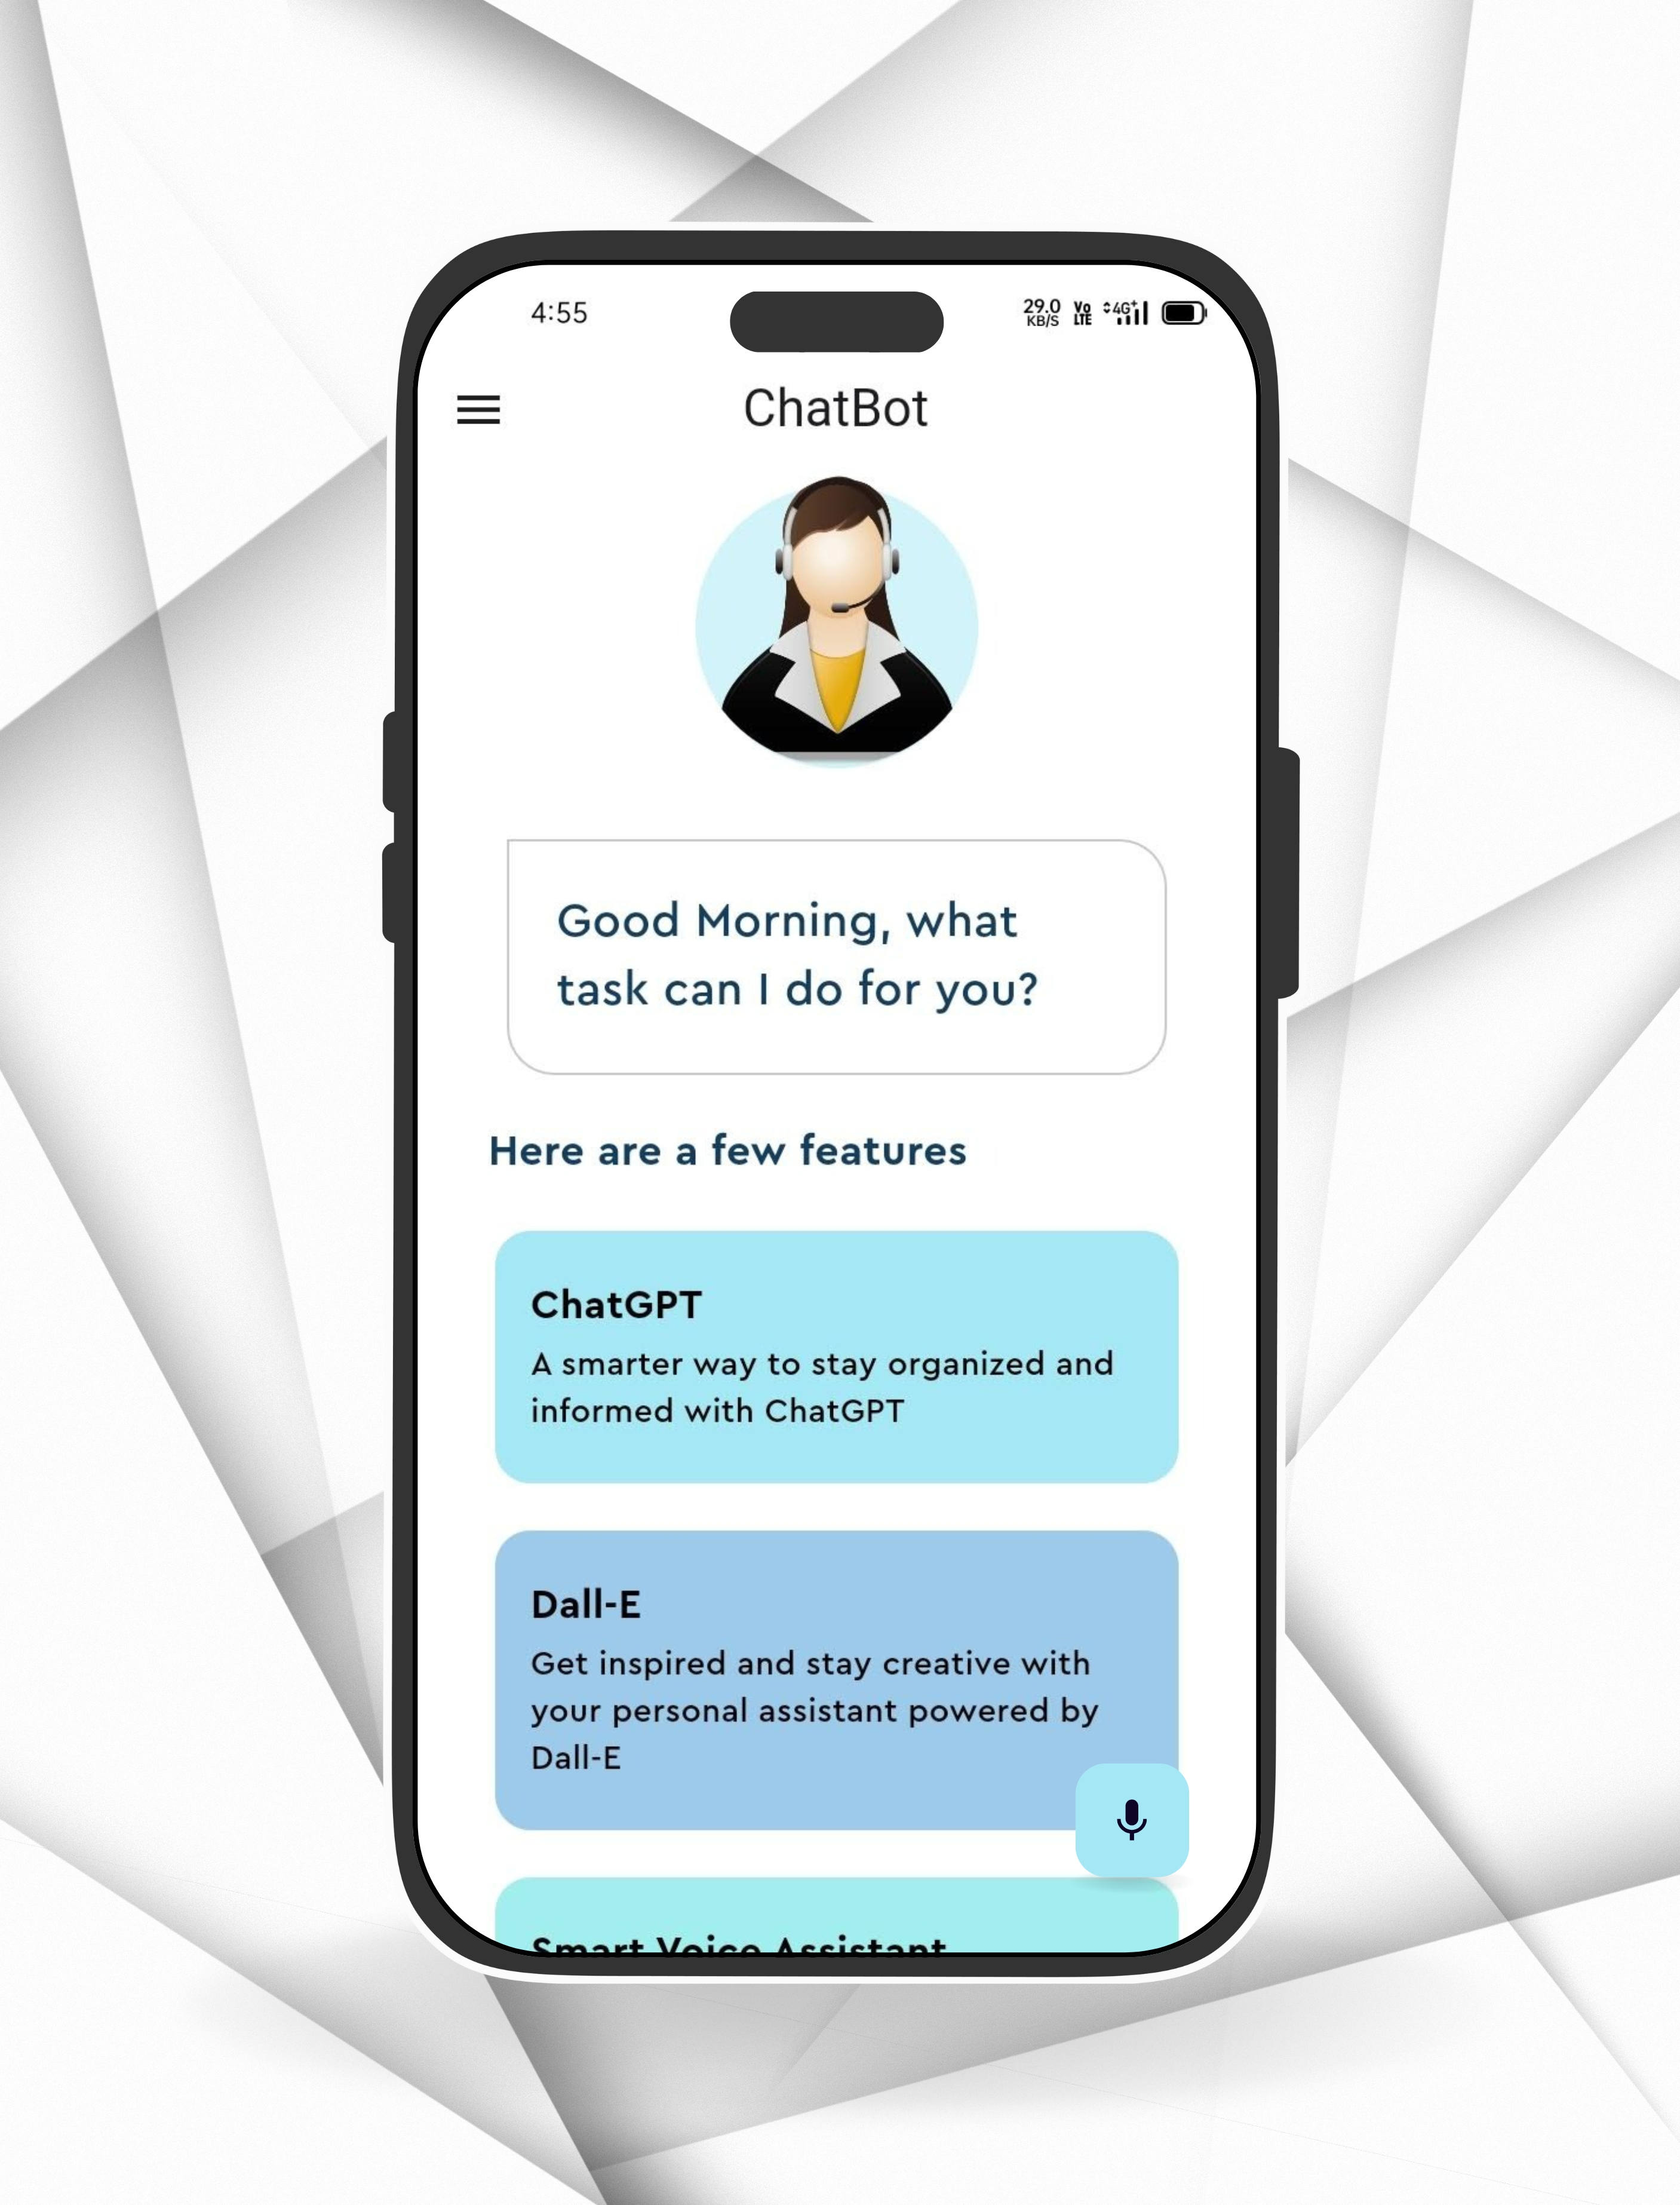 4:55
29.0
KB/S
Vo
LTE
4G+
ChatBot
Good Morning, what
task can I do for you?
Here are a few features
ChatGPT
A smarter way to stay organized and
informed with ChatGPT
Dall-E
Get inspired and stay creative with
your personal assistant powered by
Dall-E
Smart Voice Assistant